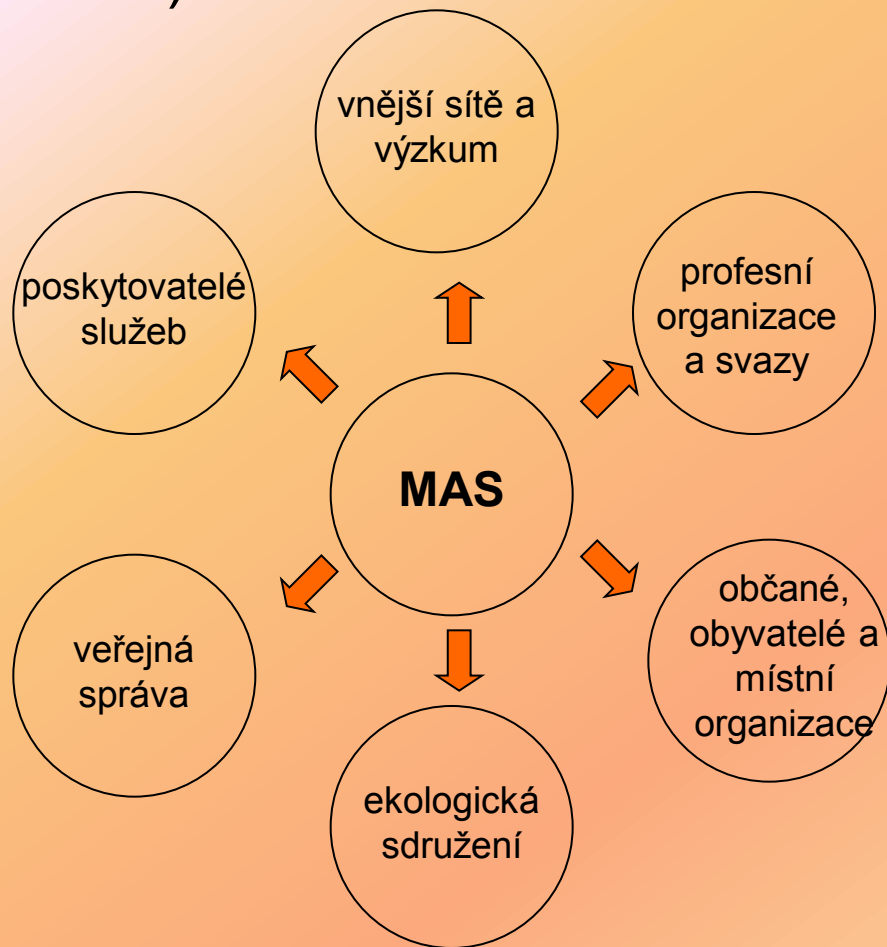 )
vnější sítě a
výzkum
poskytovatelé
služeb
profesní
organizace
a svazy
MAS
veřejná
správa
občané,
obyvatelé a
místní
organizace
ekologická
sdružení